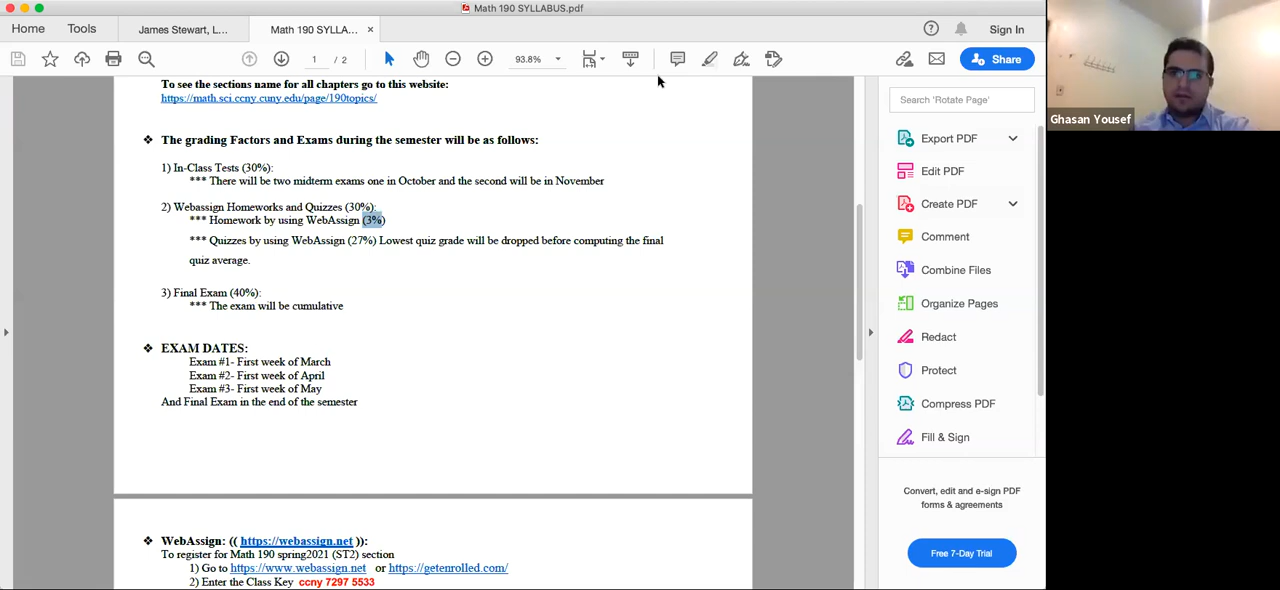 Math 190 SYLLABUS.pdf
Home Tools James Stewart, L... Math 190 SYLLA... × Sign In
1 / 2 93.8% Share
To see the sections name for all chapters go to this website:
https://math.sci.ccny.cuny.edu/page/190topics/
❖ The grading Factors and Exams during the semester will be as follows:
1) In-Class Tests (30%):
*** There will be two midterm exams one in October and the second will be in November
2) Webassign Homeworks and Quizzes (30%):
*** Homework by using WebAssign (3%)
*** Quizzes by using WebAssign (27%) Lowest quiz grade will be dropped before computing the final
quiz average.
3) Final Exam (40%):
*** The exam will be cumulative
❖ EXAM DATES:
Exam #1- First week of March
Exam #2- First week of April
Exam #3- First week of May
And Final Exam in the end of the semester
❖ WebAssign: (( https://webassign.net )):
To register for Math 190 spring2021 (ST2) section
1) Go to https://www.webassign.net or https://getenrolled.com/
2) Enter the Class Key ccny 7297 5533
Search 'Rotate Page'
Export PDF
Edit PDF
Create PDF
Comment
Combine Files
Organize Pages
Redact
Protect
Compress PDF
Fill & Sign
Convert, edit and e-sign PDF
forms & agreements
Free 7-Day Trial
Ghasan Yousef